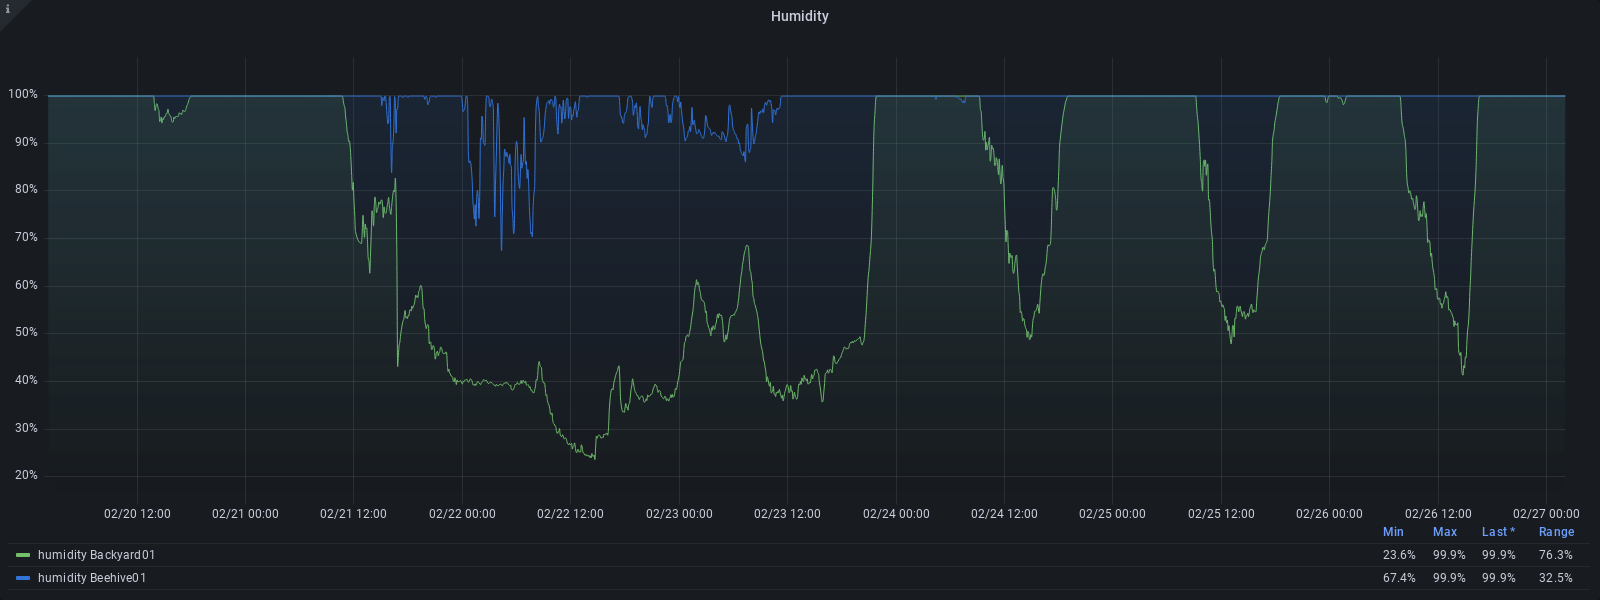 i
Humidity
100%
90%
80%
70%
60%
50%
40%
30%
20%
02/20 12:00 02/21 00:00 02/21 12:00 02/22 00:00 02/22 12:00 02/23 00:00 02/23 12:00 02/24 00:00 02/24 12:00 02/25 00:00 02/25 12:00 02/26 00:00 02/26 12:00 02/27 00:00
Min Max Last * Range
humidity Backyard01 23.6% 99.9% 99.9% 76.3%
humidity Beehive01 67.4% 99.9% 99.9% 32.5%